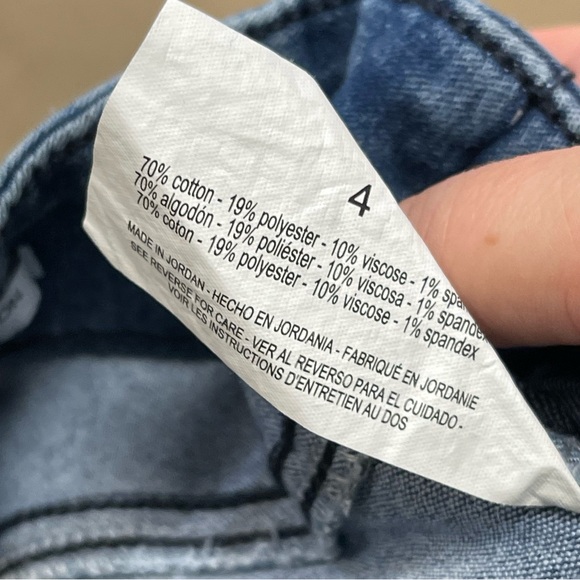 4
70% cotton - 19% polyester - 10% viscose - 1% spa
70% algodón - 19% poliéster - 10% viscosa - 1% spande
70% coton - 19% polyester - 10% viscose - 1% spandex
MADE IN JORDAN - HECHO EN JORDANIA - FABRIQUÉ EN JORDANIE
SEE REVERSE FOR CARE - VER AL REVERSO PARA EL CUIDADO -
VOIR LES INSTRUCTIONS D'ENTRETIEN AU DOS